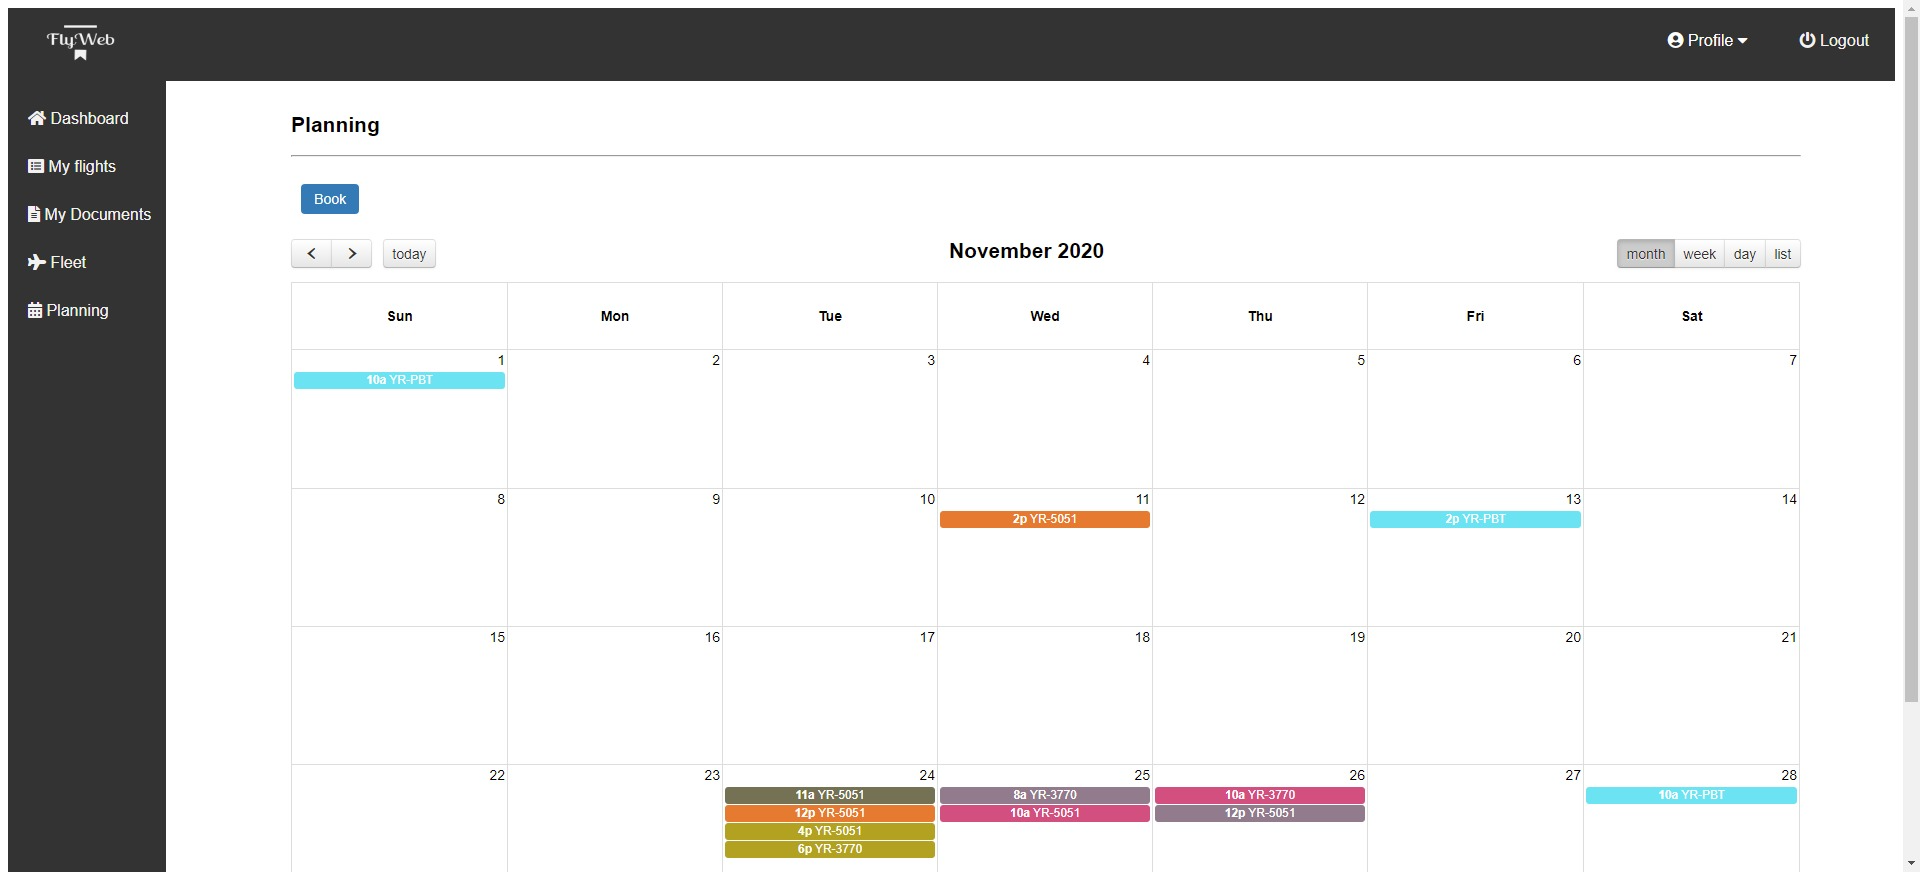 FlyWeb
Profile
Logout
Dashboard
My flights
My Documents
Fleet
Planning
Planning
Book
today
November 2020
month week day list
Sun Mon Tue Wed Thu Fri Sat
1 2 3 4 5 6 7
10a YR-PBT
8 9 10 11 12 13 14
2p YR-5051
2p YR-PBT
15 16 17 18 19 20 21
22 23 24 25 26 27 28
11a YR-5051
12p YR-5051
4p YR-5051
6p YR-3770
8a YR-3770
10a YR-5051
10a YR-3770
12p YR-5051
10a YR-PBT